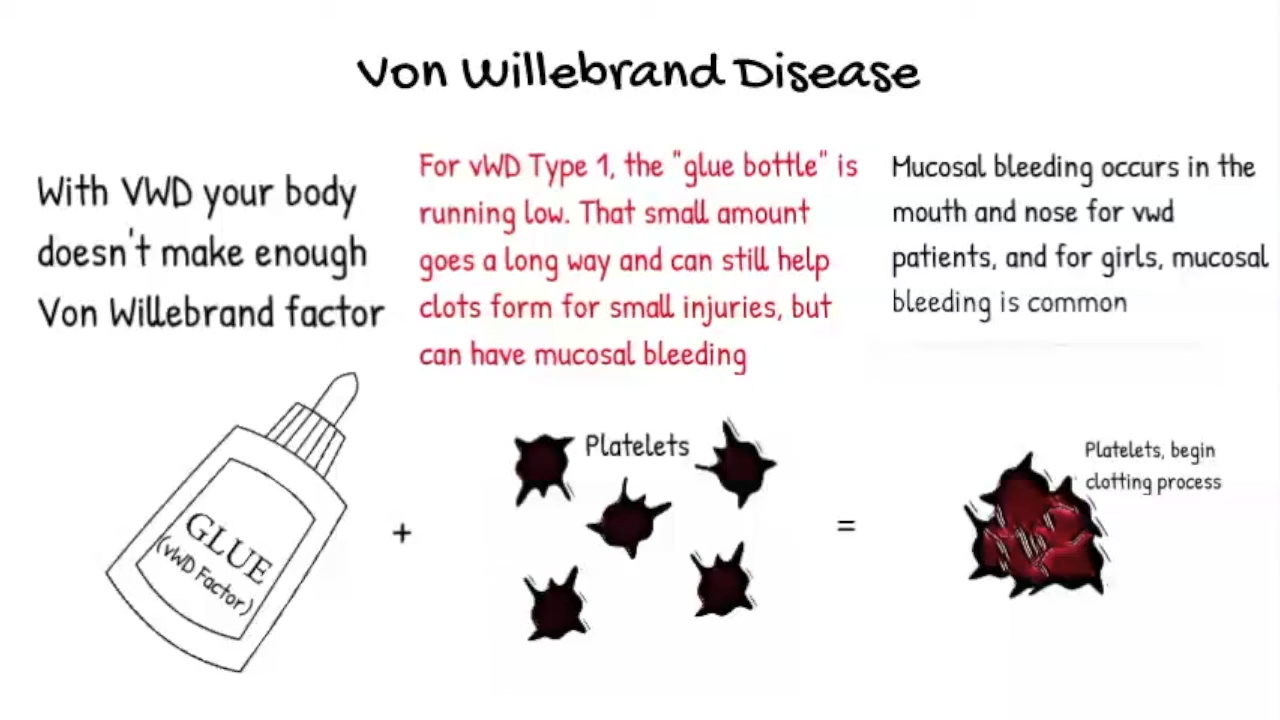 Von Willebrand Disease
With VWD your body
doesn't make enough
Von Willebrand factor
For vWD Type 1, the "glue bottle" is
running low. That small amount
goes a long way and can still help
clots form for small injuries, but
can have mucosal bleeding
Mucosal bleeding occurs in the
mouth and nose for vwd
patients, and for girls, mucosal
bleeding is common
GLUE
(vWD Factor)
+
Platelets
=
Platelets, begin
clotting process